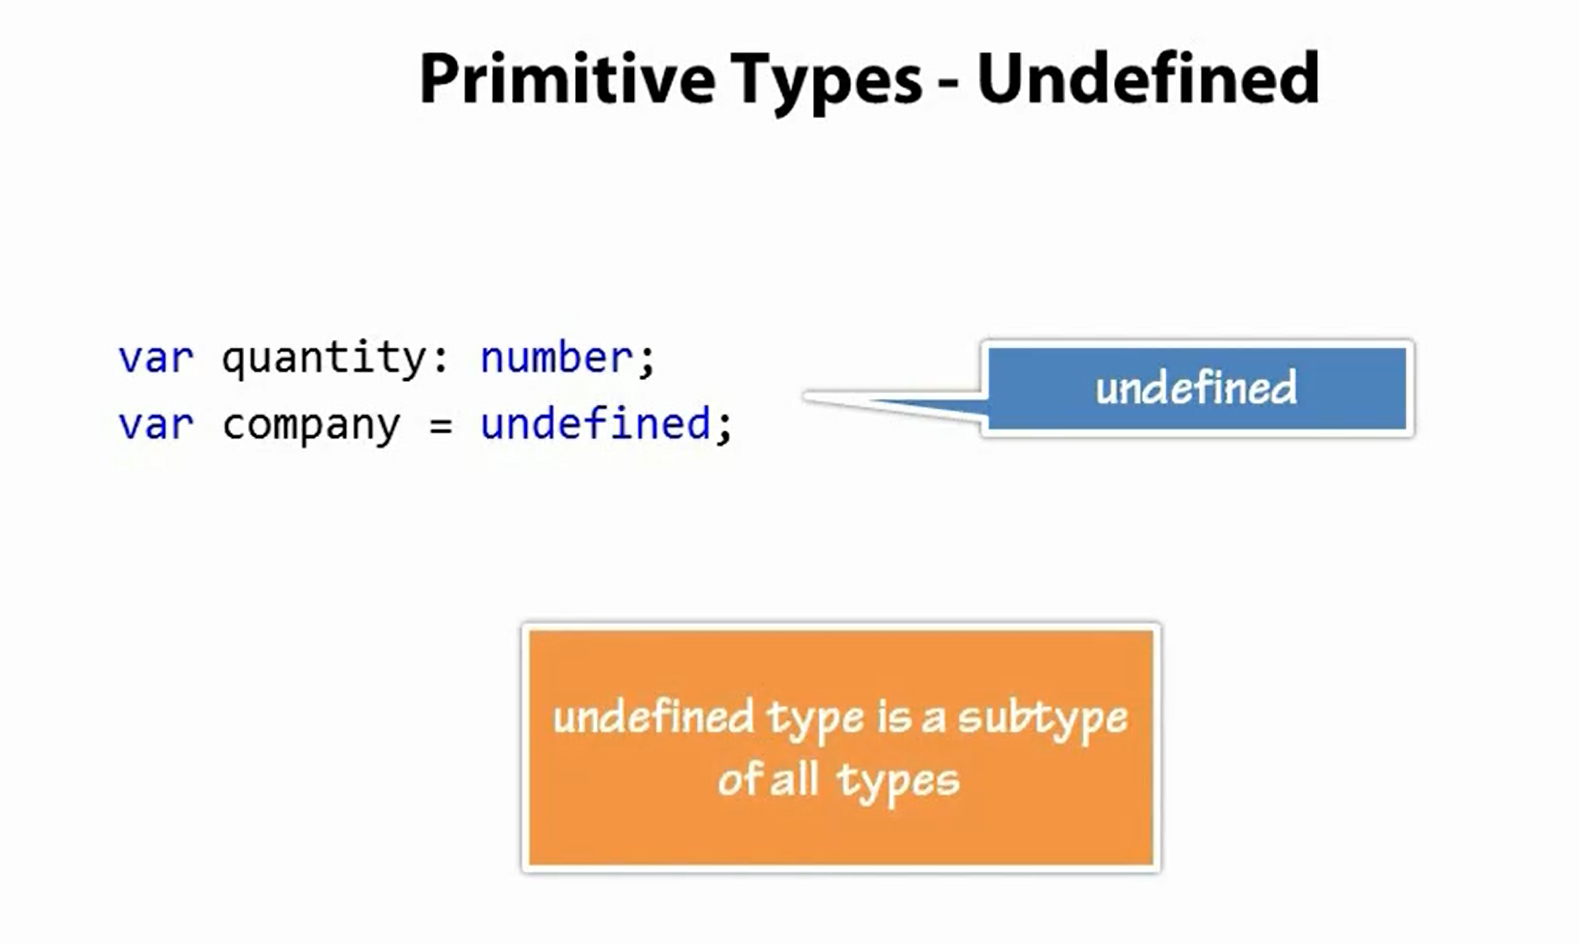 Primitive Types - Undefined
var quantity: number;
var company = undefined;
undefined
undefined type is a subtype
of all types